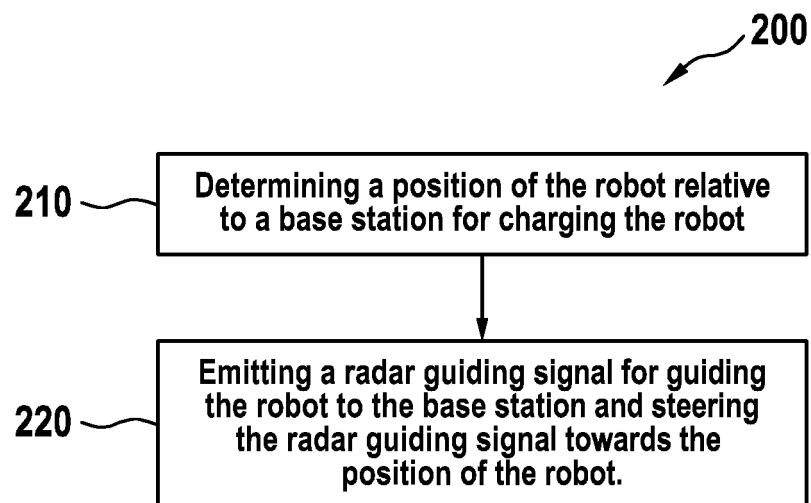 200
210
Determining a position of the robot relative
to a base station for charging the robot
220
Emitting a radar guiding signal for guiding
the robot to the base station and steering
the radar guiding signal towards the
position of the robot.